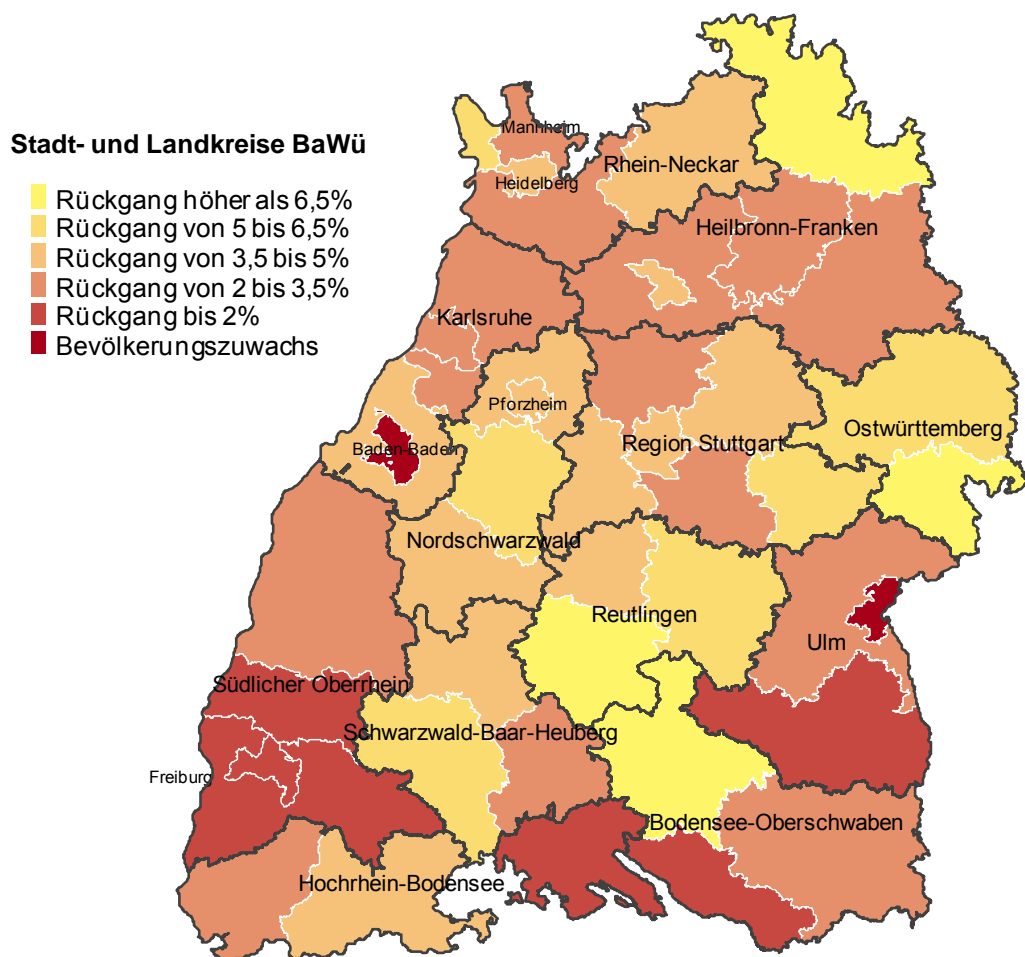 Stadt- und Landkreise BaWü
Rückgang höher als 6,5%
Rückgang von 5 bis 6,5%
Rückgang von 3,5 bis 5%
Rückgang von 2 bis 3,5%
Rückgang bis 2%
Bevölkerungszuwachs
Mannheim
Rhein-Neckar
Heidelberg
Heilbronn-Franken
Karlsruhe
Pforzheim
Ostwürttemberg
Region Stuttgart
Baden-Baden
Nordschwarzwald
Reutlingen
Ulm
Südlicher Oberrhein
Schwarzwald-Baar-Heuberg
Freiburg
Bodensee-Oberschwaben
Hochrhein-Bodensee